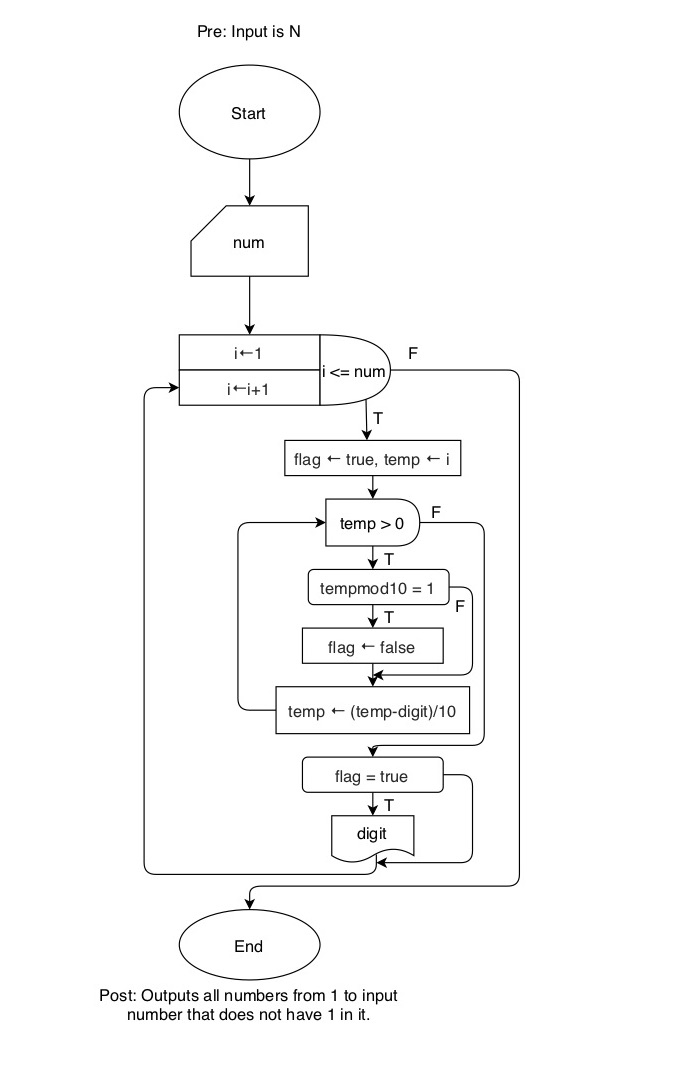 Pre: Input is N
Start
num
i←1
i←i+1
i <= num
F
T
flag ← true, temp ← i
temp > 0
F
T
tempmod10 = 1
F
T
flag ← false
temp ← (temp-digit)/10
flag = true
T
digit
End
Post: Outputs all numbers from 1 to input
number that does not have 1 in it.